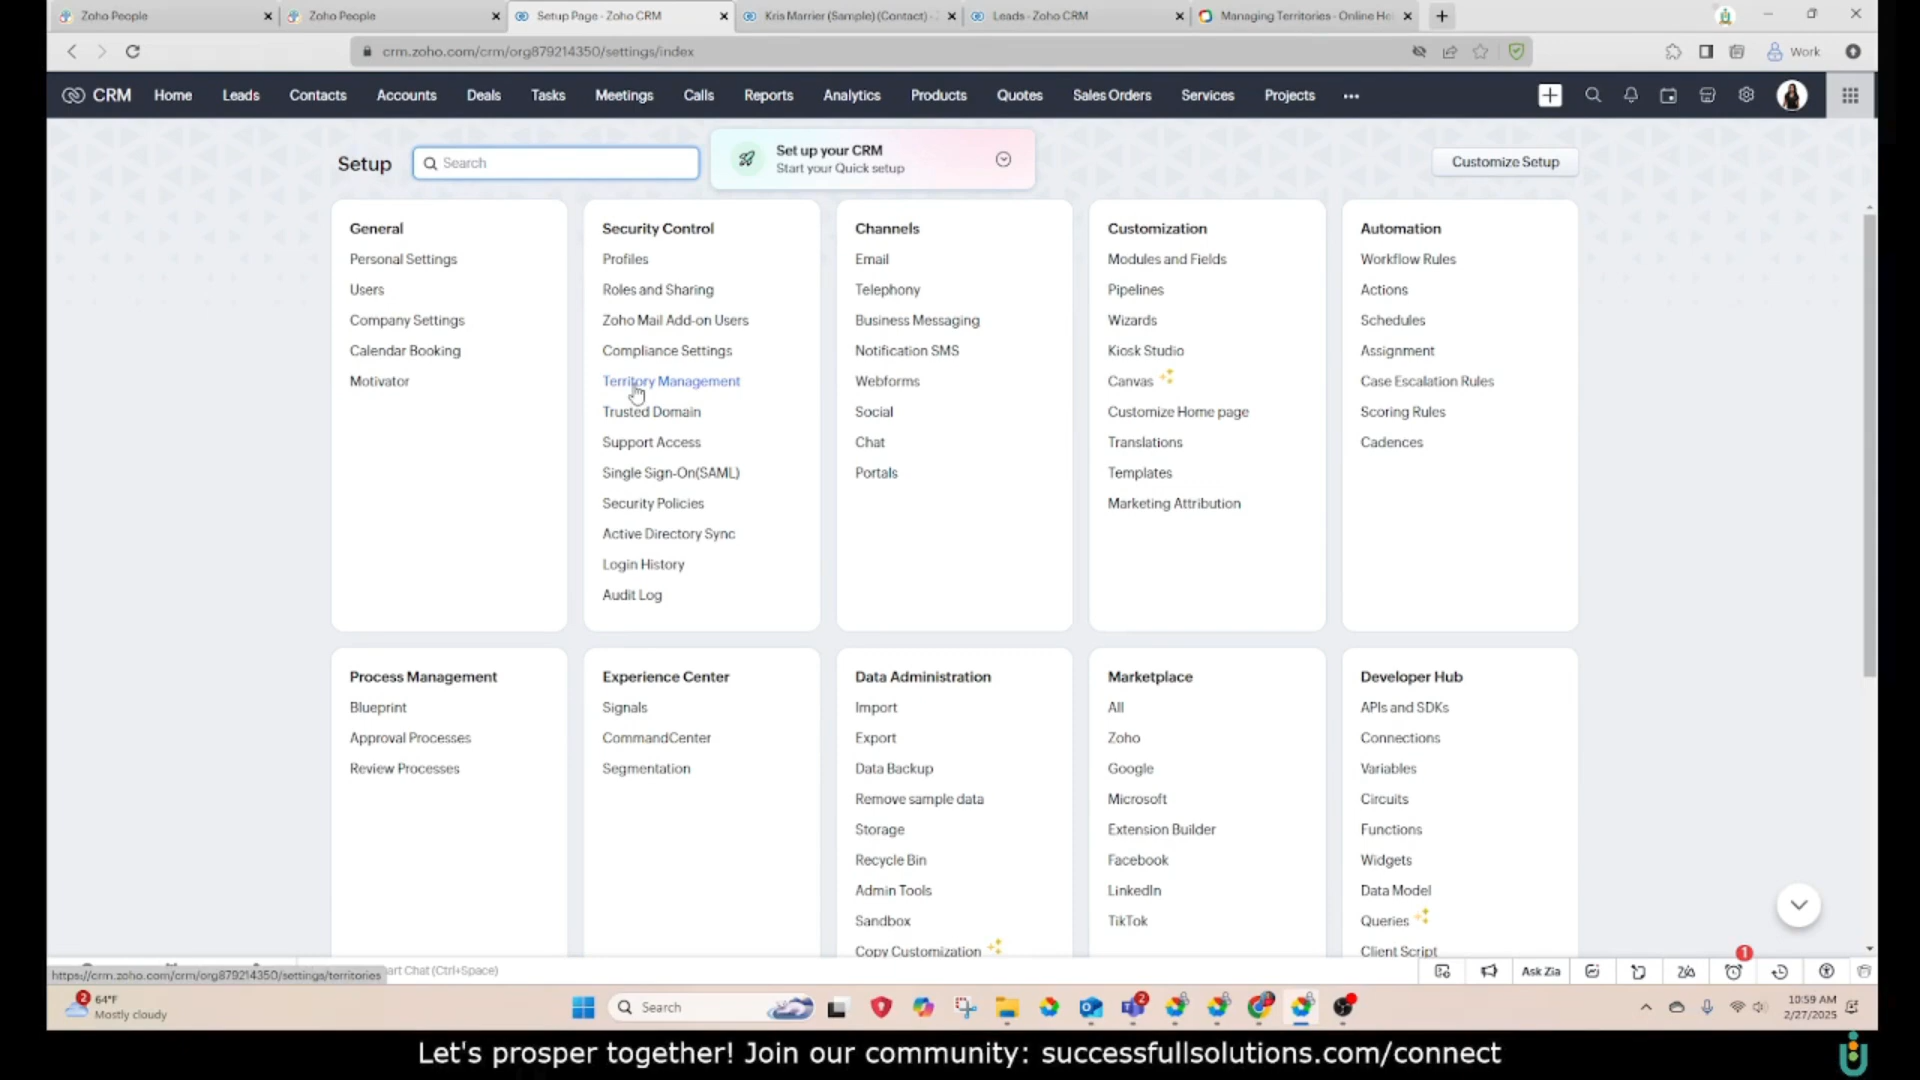 Zoho People
Zoho People
Setup Page - Zoho CRM
Kris Marrier (Sample) (Contact) -
Leads - Zoho CRM
Managing Territories - Online He
crm.zoho.com/crm/org879214350/settings/index
Work
CRM
Home
Leads
Contacts
Accounts
Deals
Tasks
Meetings
Calls
Reports
Analytics
Products
Quotes
Sales Orders
Services
Projects
Setup
Search
Set up your CRM
Start your Quick setup
Customize Setup
General
Personal Settings
Users
Company Settings
Calendar Booking
Motivator
Security Control
Profiles
Roles and Sharing
Zoho Mail Add-on Users
Compliance Settings
Territory Management
Trusted Domain
Support Access
Single Sign-On(SAML)
Security Policies
Active Directory Sync
Login History
Audit Log
Channels
Email
Telephony
Business Messaging
Notification SMS
Webforms
Social
Chat
Portals
Customization
Modules and Fields
Pipelines
Wizards
Kiosk Studio
Canvas
Customize Home page
Translations
Templates
Marketing Attribution
Automation
Workflow Rules
Actions
Schedules
Assignment
Case Escalation Rules
Scoring Rules
Cadences
Process Management
Blueprint
Approval Processes
Review Processes
Experience Center
Signals
CommandCenter
Segmentation
Data Administration
Import
Export
Data Backup
Remove sample data
Storage
Recycle Bin
Admin Tools
Sandbox
Copy Customization
Marketplace
All
Zoho
Google
Microsoft
Extension Builder
Facebook
LinkedIn
TikTok
Developer Hub
APIs and SDKs
Connections
Variables
Circuits
Functions
Widgets
Data Model
Queries
Client Script
https://crm.zoho.com/crm/org879214350/settings/territories
art Chat (Ctrl+Space)
Ask Zia
1
2
64°F
Mostly cloudy
Search
2
10:59 AM
2/27/2025
Let's prosper together! Join our community: successfullsolutions.com/connect